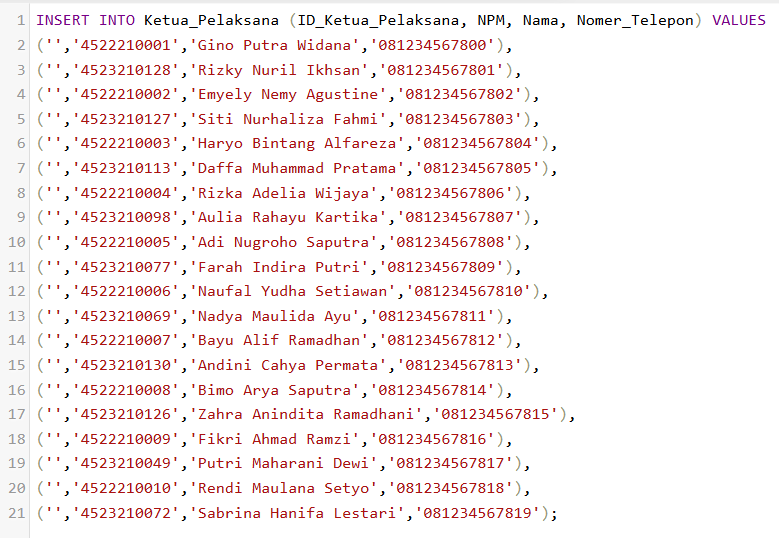 1 INSERT INTO Ketua_Pelaksana (ID_Ketua_Pelaksana, NPM, Nama, Nomer_Telepon) VALUES
2 ('','4522210001','Gino Putra Widana','081234567800'),
3 ('','4523210128','Rizky Nuril Ikhsan','081234567801'),
4 ('','4522210002','Emyely Nemy Agustine','081234567802'),
5 ('','4523210127','Siti Nurhaliza Fahmi','081234567803'),
6 ('','4522210003','Haryo Bintang Alfareza','081234567804'),
7 ('','4523210113','Daffa Muhammad Pratama','081234567805'),
8 ('','4522210004','Rizka Adelia Wijaya','081234567806'),
9 ('','4523210098','Aulia Rahayu Kartika','081234567807'),
10 ('','4522210005','Adi Nugroho Saputra','081234567808'),
11 ('','4523210077','Farah Indira Putri','081234567809'),
12 ('','4522210006','Naufal Yudha Setiawan','081234567810'),
13 ('','4523210069','Nadya Maulida Ayu','081234567811'),
14 ('','4522210007','Bayu Alif Ramadhan','081234567812'),
15 ('','4523210130','Andini Cahya Permata','081234567813'),
16 ('','4522210008','Bimo Arya Saputra','081234567814'),
17 ('','4523210126','Zahra Anindita Ramadhani','081234567815'),
18 ('','4522210009','Fikri Ahmad Ramzi','081234567816'),
19 ('','4523210049','Putri Maharani Dewi','081234567817'),
20 ('','4522210010','Rendi Maulana Setyo','081234567818'),
21 ('','4523210072','Sabrina Hanifa Lestari','081234567819');